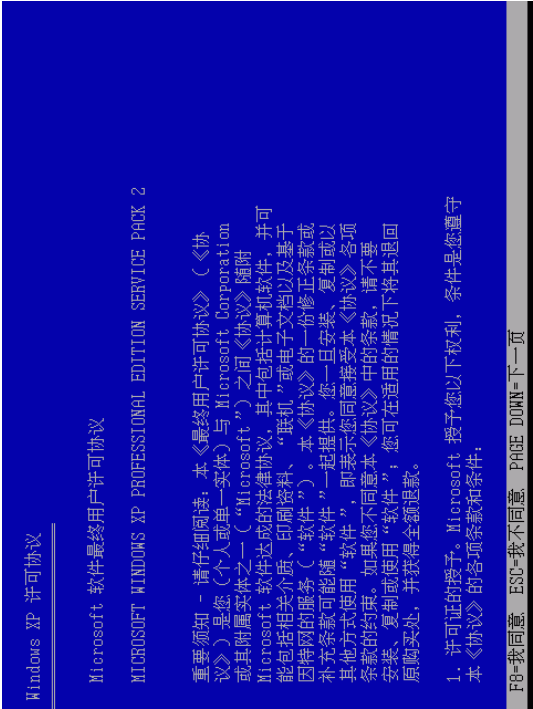 Windows XP 许可协议
Microsoft 软件最终用户许可协议
MICROSOFT WINDOWS XP PROFESSIONAL EDITION SERVICE PACK 2
重要须知 - 请仔细阅读：本《最终用户许可协议》（《协
议》）是您（个人或单一实体）与 Microsoft Corporation
或其附属实体之一（“Microsoft”）之间《协议》随附
Microsoft 软件达成的法律协议，其中包括计算机软件，并可
能包括相关介质、印刷资料、“联机”或电子文档以及基于
因特网的服务（“软件”）。本《协议》的一份修正条款或
补充条款可能随“软件”一起提供。您一旦安装、复制或以
其他方式使用“软件”，即表示您同意接受本《协议》各项
条款的约束。如果您不同意本《协议》中的条款，请不要
安装、复制或使用“软件”；您可在适用的情况下将其退回
原购买处，并获得全额退款。
1. 许可证的授予。Microsoft 授予您以下权利，条件是您遵守
本《协议》的各项条款和条件：
F8=我同意 ESC=我不同意 PAGE DOWN=下一页